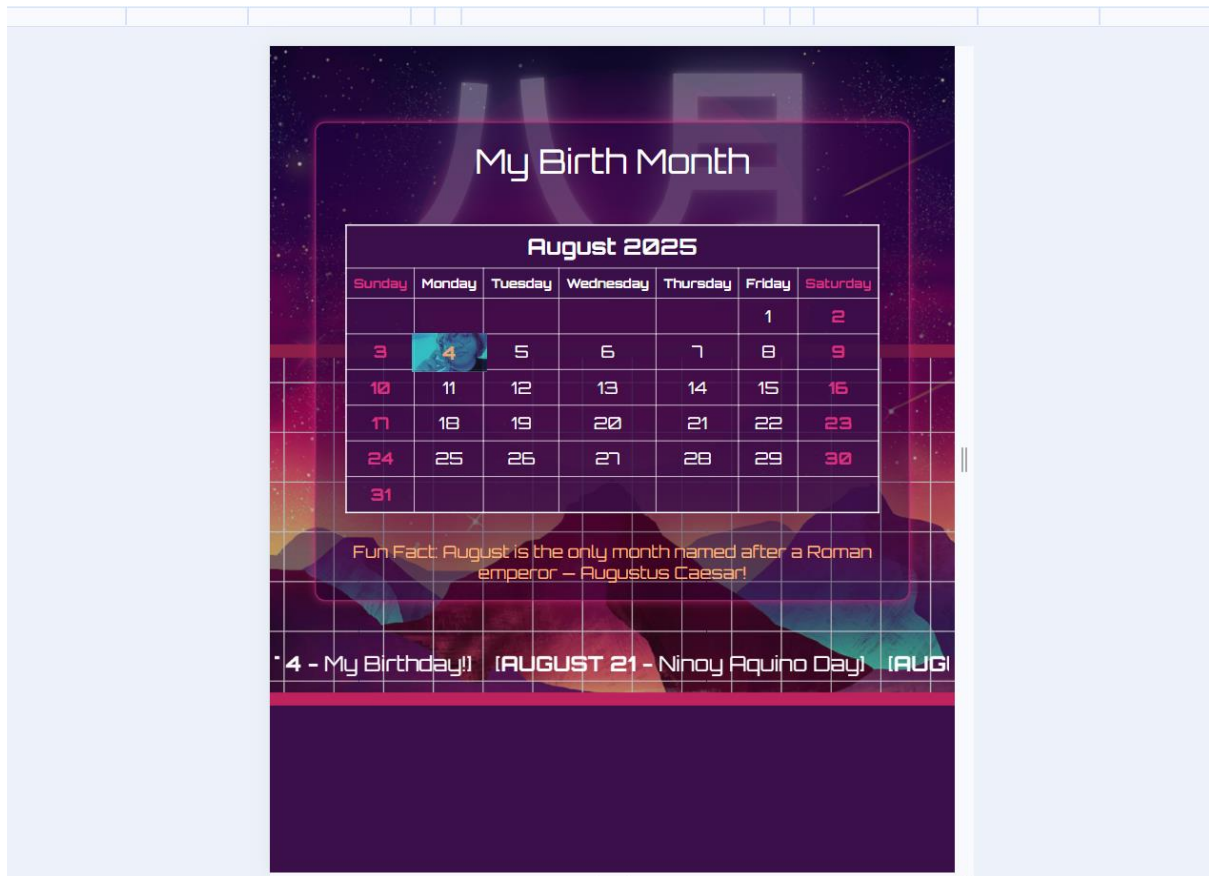 八月
My Birth Month
August 2025
Sunday Monday Tuesday Wednesday Thursday Friday Saturday
1 2
3 4 5 6 7 8 9
10 11 12 13 14 15 16
17 18 19 20 21 22 23
24 25 26 27 28 29 30
31
Fun Fact: August is the only month named after a Roman
emperor – Augustus Caesar!
4 - My Birthday!] [AUGUST 21 - Ninoy Aquino Day]